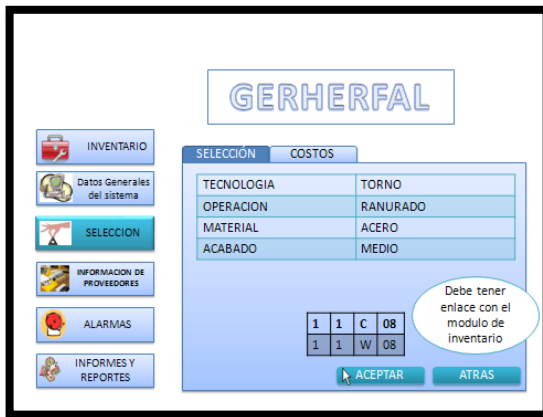 GERHERFAL
INVENTARIO
Datos Generales
del sistema
SELECCION
INFORMACION DE
PROVEEDORES
ALARMAS
INFORMES Y
REPORTES
SELECCIÓN COSTOS
TECNOLOGIA TORNO
OPERACION RANURADO
MATERIAL ACERO
ACABADO MEDIO
Debe tener
enlace con el
modulo de
inventario
1 1 C 08
1 1 W 08
ACEPTAR ATRAS